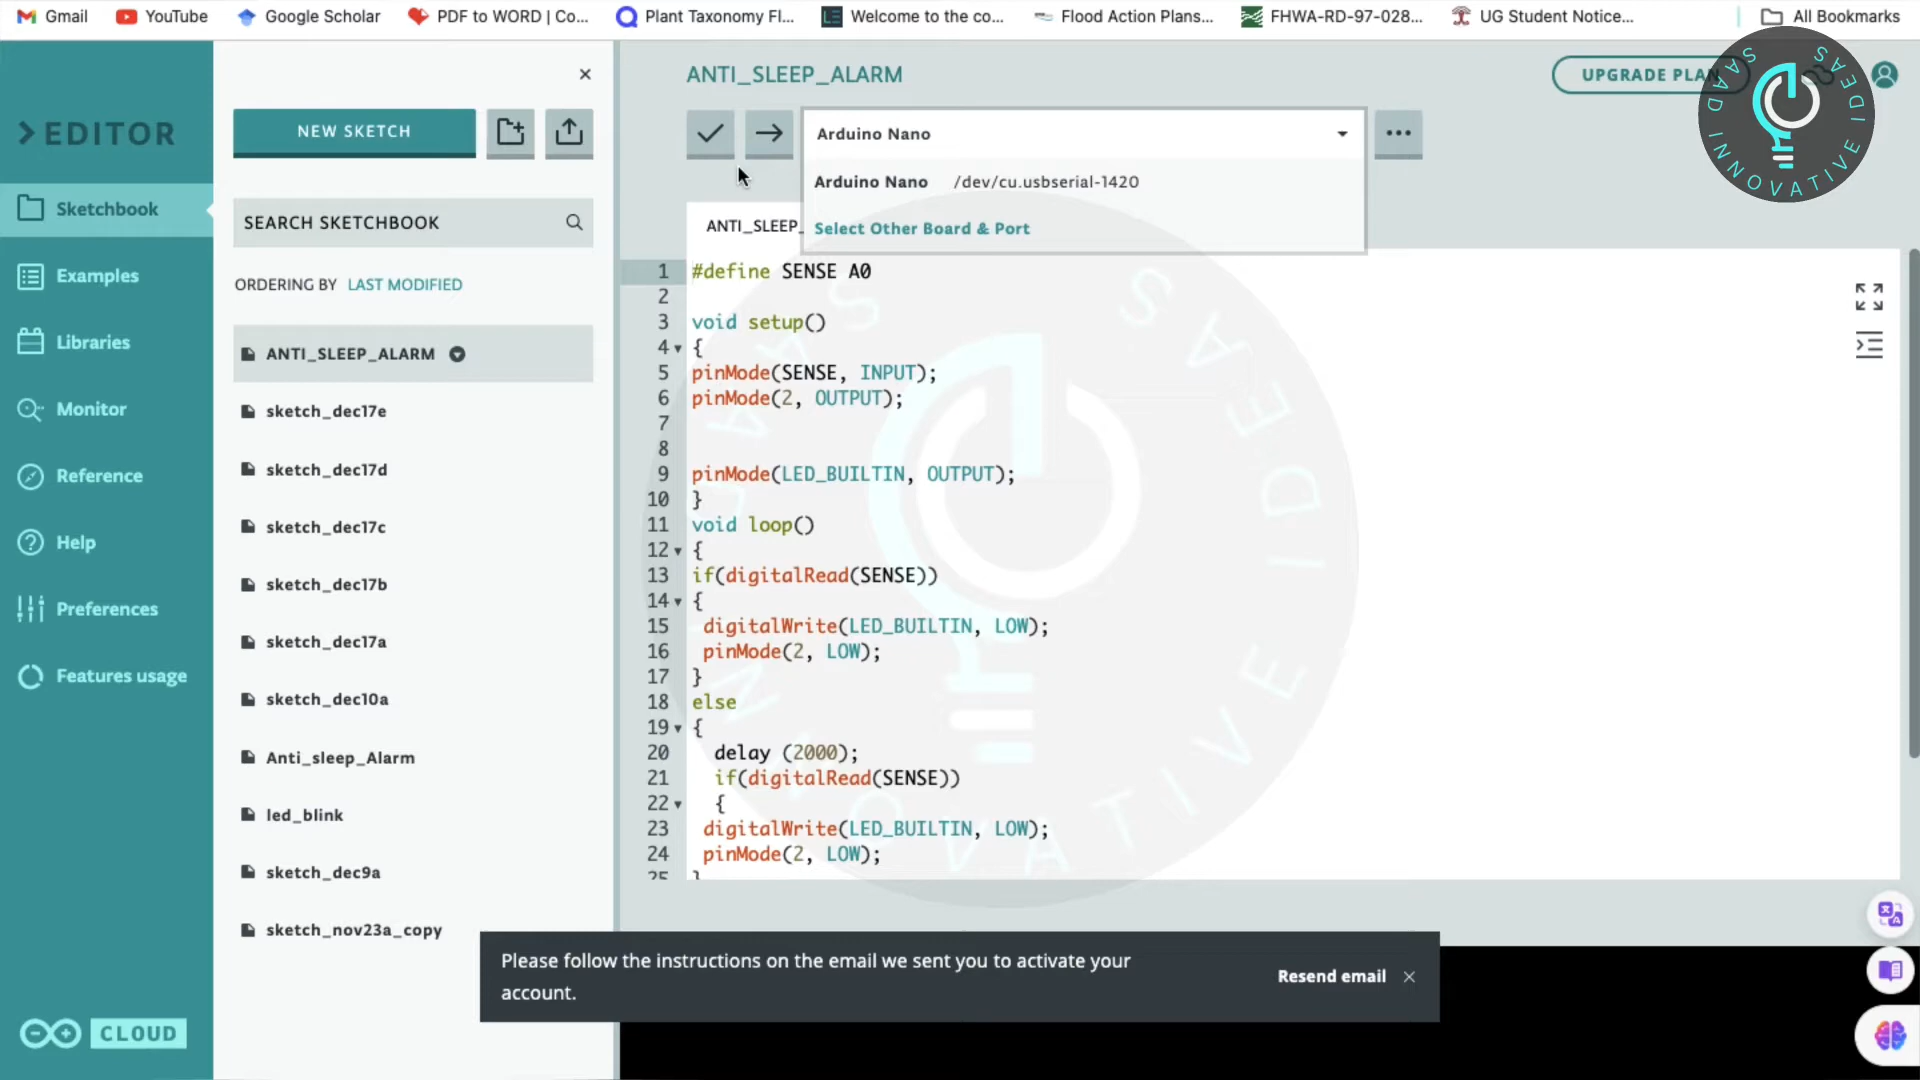 Gmail
YouTube
Google Scholar
PDF to WORD | Co...
Plant Taxonomy Fl...
Welcome to the co...
Flood Action Plans...
FHWA-RD-97-028...
UG Student Notice...
All Bookmarks
EDITOR
Sketchbook
Examples
Libraries
Monitor
Reference
Help
Preferences
Features usage
CLOUD
NEW SKETCH
SEARCH SKETCHBOOK
ORDERING BY LAST MODIFIED
ANTI_SLEEP_ALARM
sketch_dec17e
sketch_dec17d
sketch_dec17c
sketch_dec17b
sketch_dec17a
sketch_dec10a
Anti_sleep_Alarm
led_blink
sketch_dec9a
sketch_nov23a_copy
ANTI_SLEEP_ALARM
UPGRADE PLAN
SAAD INNOVATIVE IDEAS
Arduino Nano
Arduino Nano /dev/cu.usbserial-1420
Select Other Board & Port
ANTI_SLEEP_
1 #define SENSE A0
2
3 void setup()
4 {
5 pinMode(SENSE, INPUT);
6 pinMode(2, OUTPUT);
7
8
9 pinMode(LED_BUILTIN, OUTPUT);
10 }
11 void loop()
12 {
13 if(digitalRead(SENSE))
14 {
15 digitalWrite(LED_BUILTIN, LOW);
16 pinMode(2, LOW);
17 }
18 else
19 {
20 delay (2000);
21 if(digitalRead(SENSE))
22 {
23 digitalWrite(LED_BUILTIN, LOW);
24 pinMode(2, LOW);
25 }
SAAD INNOVATIVE IDEAS
Please follow the instructions on the email we sent you to activate your
account.
Resend email